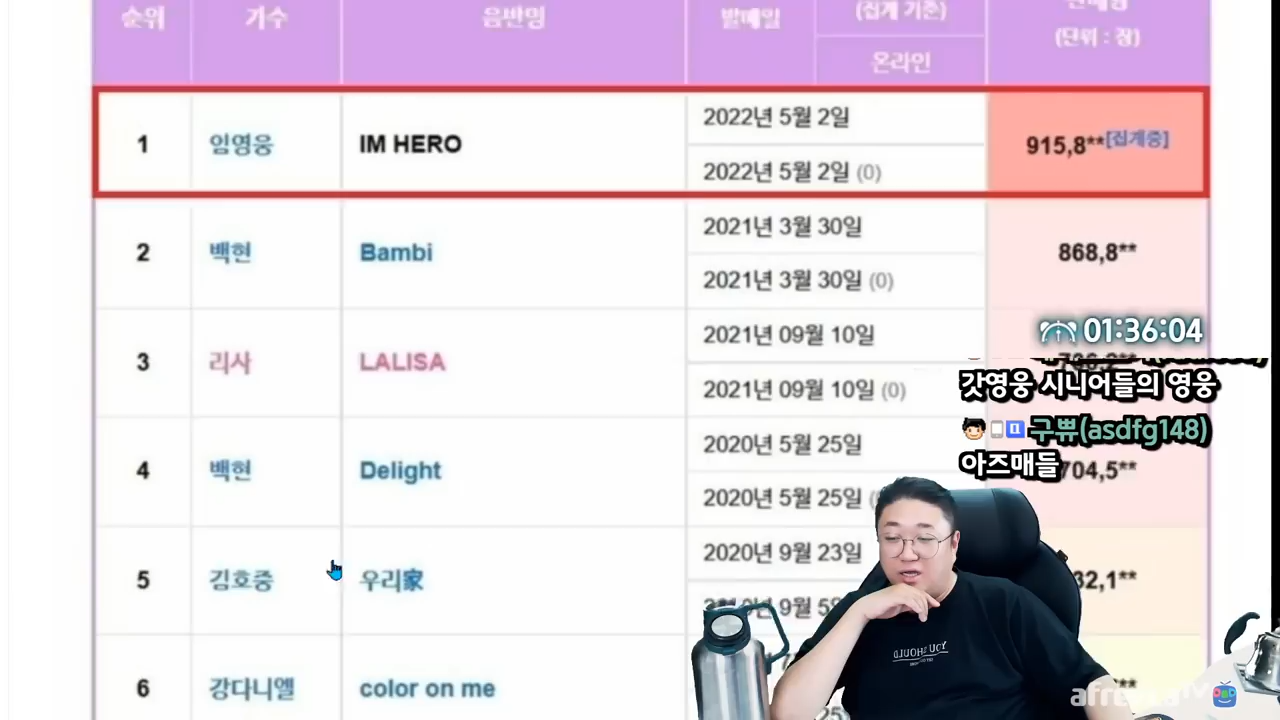 순위 가수 음반명 발매일 (집계 기준) 판매량
온라인 (단위 : 장)
1 임영웅 IM HERO 2022년 5월 2일 915,8**[집계중]
2022년 5월 2일 (0)
2 백현 Bambi 2021년 3월 30일 868,8**
2021년 3월 30일 (0)
01:36:04
3 리사 LALISA 2021년 09월 10일
2021년 09월 10일 (0)
갓영웅 시니어들의 영웅
구쀼(asdfg148)
아즈매들
4 백현 Delight 2020년 5월 25일 704,5**
2020년 5월 25일
5 김호중 우리家 2020년 9월 23일 32,1**
6 강다니엘 color on me
YOU SHOULD